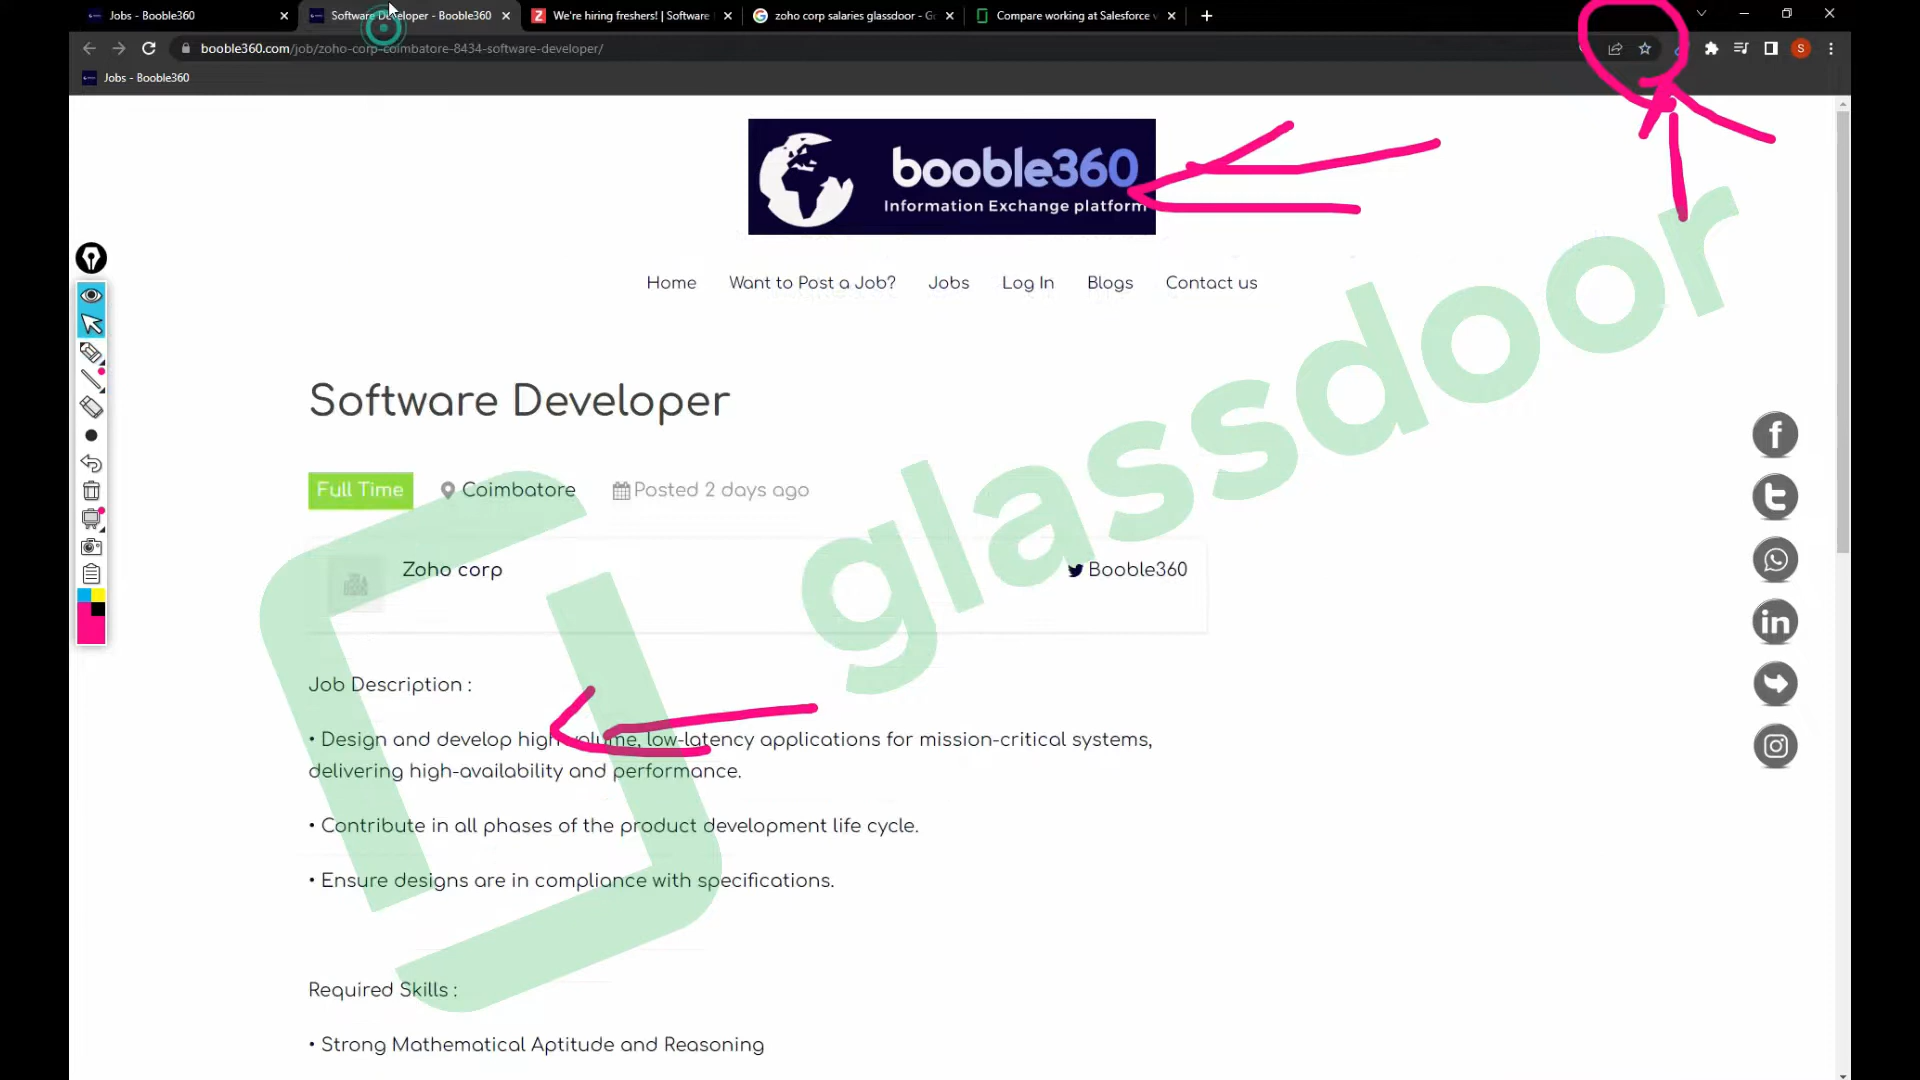 Jobs - Booble360
Software Developer - Booble360
We're hiring freshers! | Software
zoho corp salaries glassdoor - G
Compare working at Salesforce v
booble360.com/job/zoho-corp-coimbatore-8434-software-developer/
S
Jobs - Booble360
booble360
Information Exchange platform
Home
Want to Post a Job?
Jobs
Log In
Blogs
Contact us
glassdoor
Software Developer
Full Time
Coimbatore
Posted 2 days ago
Zoho corp
Booble360
Job Description :
• Design and develop high-volume, low-latency applications for mission-critical systems,
delivering high-availability and performance.
• Contribute in all phases of the product development life cycle.
• Ensure designs are in compliance with specifications.
Required Skills :
• Strong Mathematical Aptitude and Reasoning